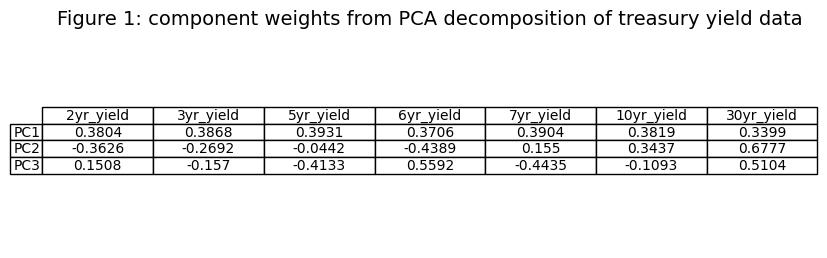 Figure 1: component weights from PCA decomposition of treasury yield data
2yr_yield 3yr_yield 5yr_yield 6yr_yield 7yr_yield 10yr_yield 30yr_yield
PC1 0.3804 0.3868 0.3931 0.3706 0.3904 0.3819 0.3399
PC2 -0.3626 -0.2692 -0.0442 -0.4389 0.155 0.3437 0.6777
PC3 0.1508 -0.157 -0.4133 0.5592 -0.4435 -0.1093 0.5104